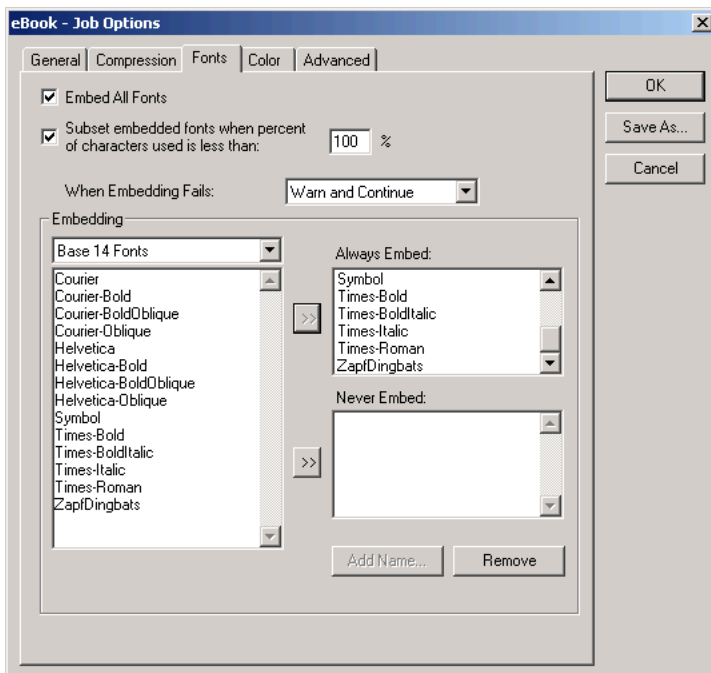 eBook - Job Options
General Compression Fonts Color Advanced
Embed All Fonts
Subset embedded fonts when percent
of characters used is less than: 100 %
When Embedding Fails: Warn and Continue
Embedding
Base 14 Fonts
Courier
Courier-Bold
Courier-BoldOblique
Courier-Oblique
Helvetica
Helvetica-Bold
Helvetica-BoldOblique
Helvetica-Oblique
Symbol
Times-Bold
Times-BoldItalic
Times-Italic
Times-Roman
ZapfDingbats
>>
>>
Always Embed:
Symbol
Times-Bold
Times-BoldItalic
Times-Italic
Times-Roman
ZapfDingbats
Never Embed:
Add Name... Remove
OK
Save As...
Cancel